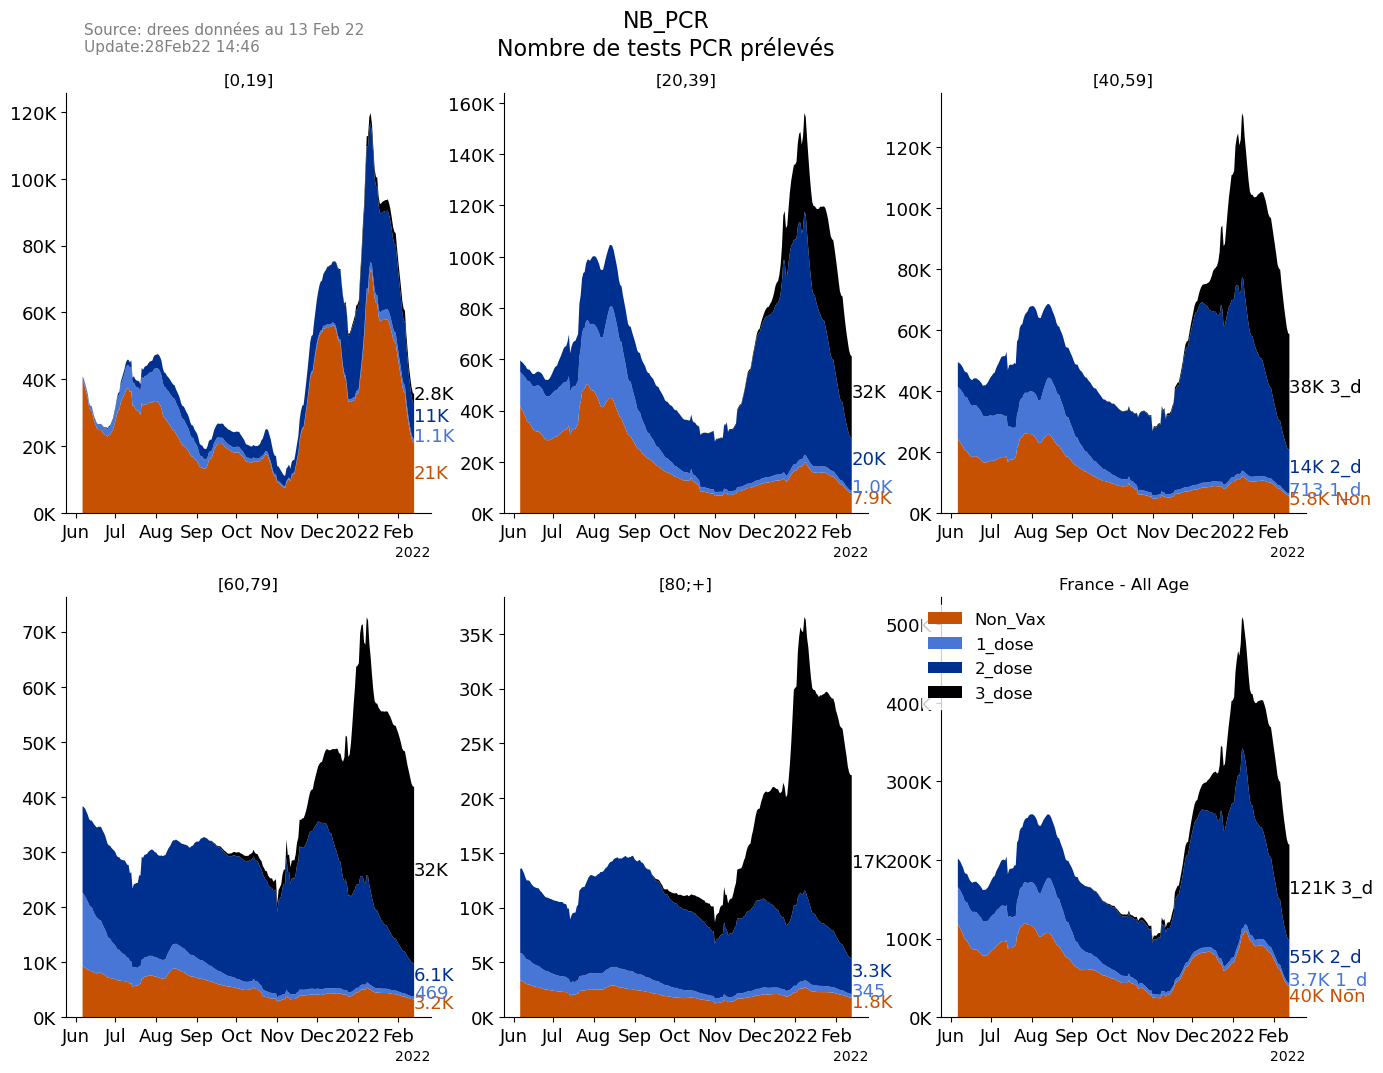 Source: drees données au 13 Feb 22
Update:28Feb22 14:46
NB_PCR
Nombre de tests PCR prélevés
[0,19]
120K
100K
80K
60K
40K
20K
0K
2.8K
11K
1.1K
21K
Jun Jul Aug Sep Oct Nov Dec 2022 Feb
2022
[20,39]
160K
140K
120K
100K
80K
60K
40K
20K
0K
32K
20K
1.0K
7.9K
Jun Jul Aug Sep Oct Nov Dec 2022 Feb
2022
[40,59]
120K
100K
80K
60K
40K
20K
0K
38K 3_d
14K 2_d
713 1_d
5.8K Non
Jun Jul Aug Sep Oct Nov Dec 2022 Feb
2022
[60,79]
70K
60K
50K
40K
30K
20K
10K
0K
32K
6.1K
469
3.2K
Jun Jul Aug Sep Oct Nov Dec 2022 Feb
2022
[80;+]
35K
30K
25K
20K
15K
10K
5K
0K
17K
3.3K
345
1.8K
Jun Jul Aug Sep Oct Nov Dec 2022 Feb
2022
France - All Age
Non_Vax
1_dose
2_dose
3_dose
500K
400K
300K
200K
100K
0K
121K 3_d
55K 2_d
3.7K 1_d
40K Non
Jun Jul Aug Sep Oct Nov Dec 2022 Feb
2022